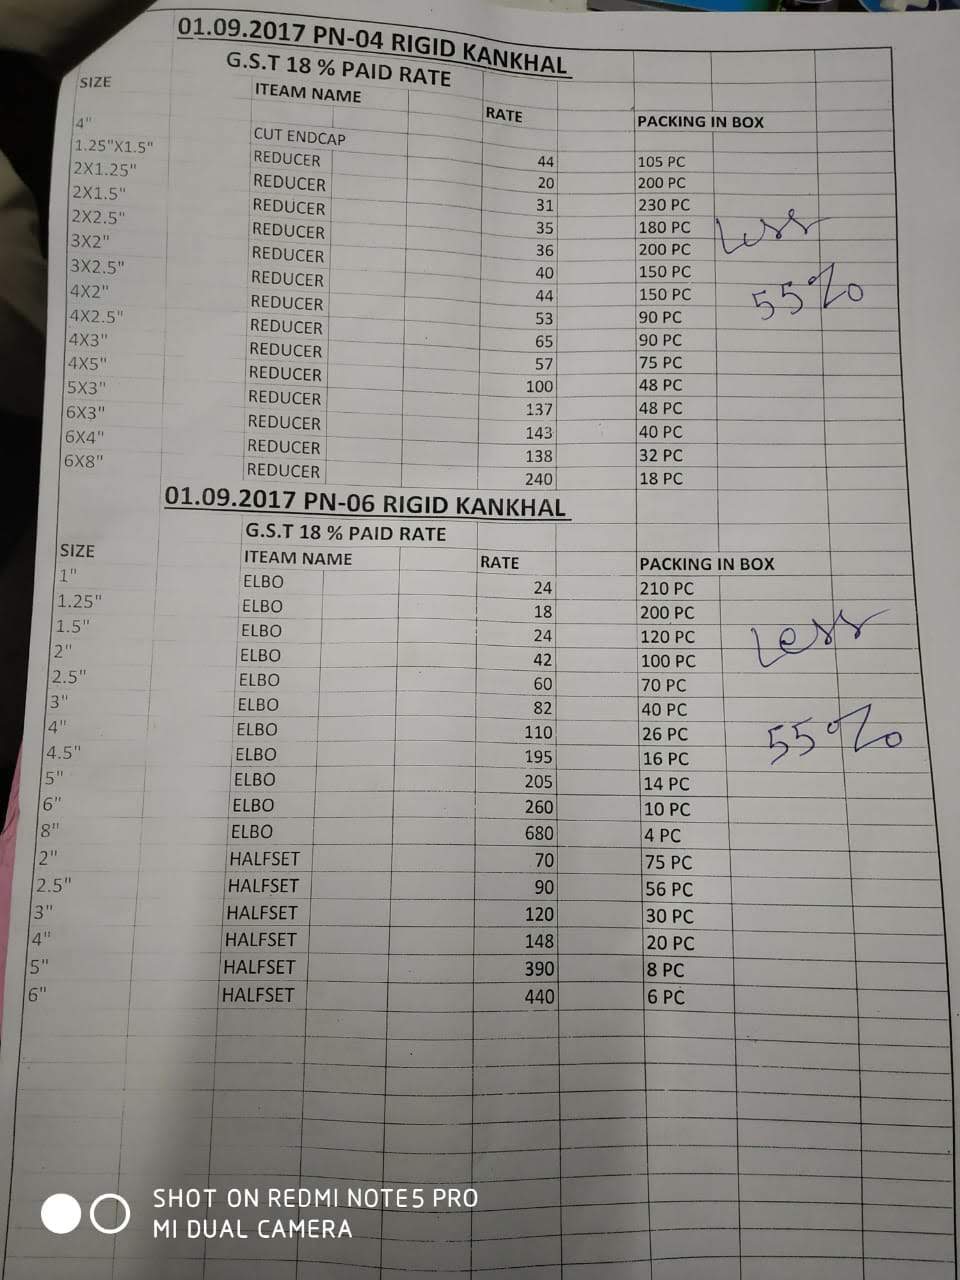 01.09.2017 PN-04 RIGID KANKHAL
G.S.T 18 % PAID RATE
SIZE ITEAM NAME RATE PACKING IN BOX
4" CUT ENDCAP 44 105 PC
1.25"X1.5" REDUCER 20 200 PC
2X1.25" REDUCER 31 230 PC
2X1.5" REDUCER 35 180 PC
2X2.5" REDUCER 36 200 PC
3X2" REDUCER 40 150 PC
3X2.5" REDUCER 44 150 PC
4X2" REDUCER 53 90 PC
4X2.5" REDUCER 65 90 PC
4X3" REDUCER 57 75 PC
4X5" REDUCER 100 48 PC
5X3" REDUCER 137 48 PC
6X3" REDUCER 143 40 PC
6X4" REDUCER 138 32 PC
6X8" REDUCER 240 18 PC
Less
55%
01.09.2017 PN-06 RIGID KANKHAL
G.S.T 18 % PAID RATE
SIZE ITEAM NAME RATE PACKING IN BOX
1" ELBO 24 210 PC
1.25" ELBO 18 200 PC
1.5" ELBO 24 120 PC
2" ELBO 42 100 PC
2.5" ELBO 60 70 PC
3" ELBO 82 40 PC
4" ELBO 110 26 PC
4.5" ELBO 195 16 PC
5" ELBO 205 14 PC
6" ELBO 260 10 PC
8" ELBO 680 4 PC
2" HALFSET 70 75 PC
2.5" HALFSET 90 56 PC
3" HALFSET 120 30 PC
4" HALFSET 148 20 PC
5" HALFSET 390 8 PC
6" HALFSET 440 6 PC
Less
55%
SHOT ON REDMI NOTE5 PRO
MI DUAL CAMERA